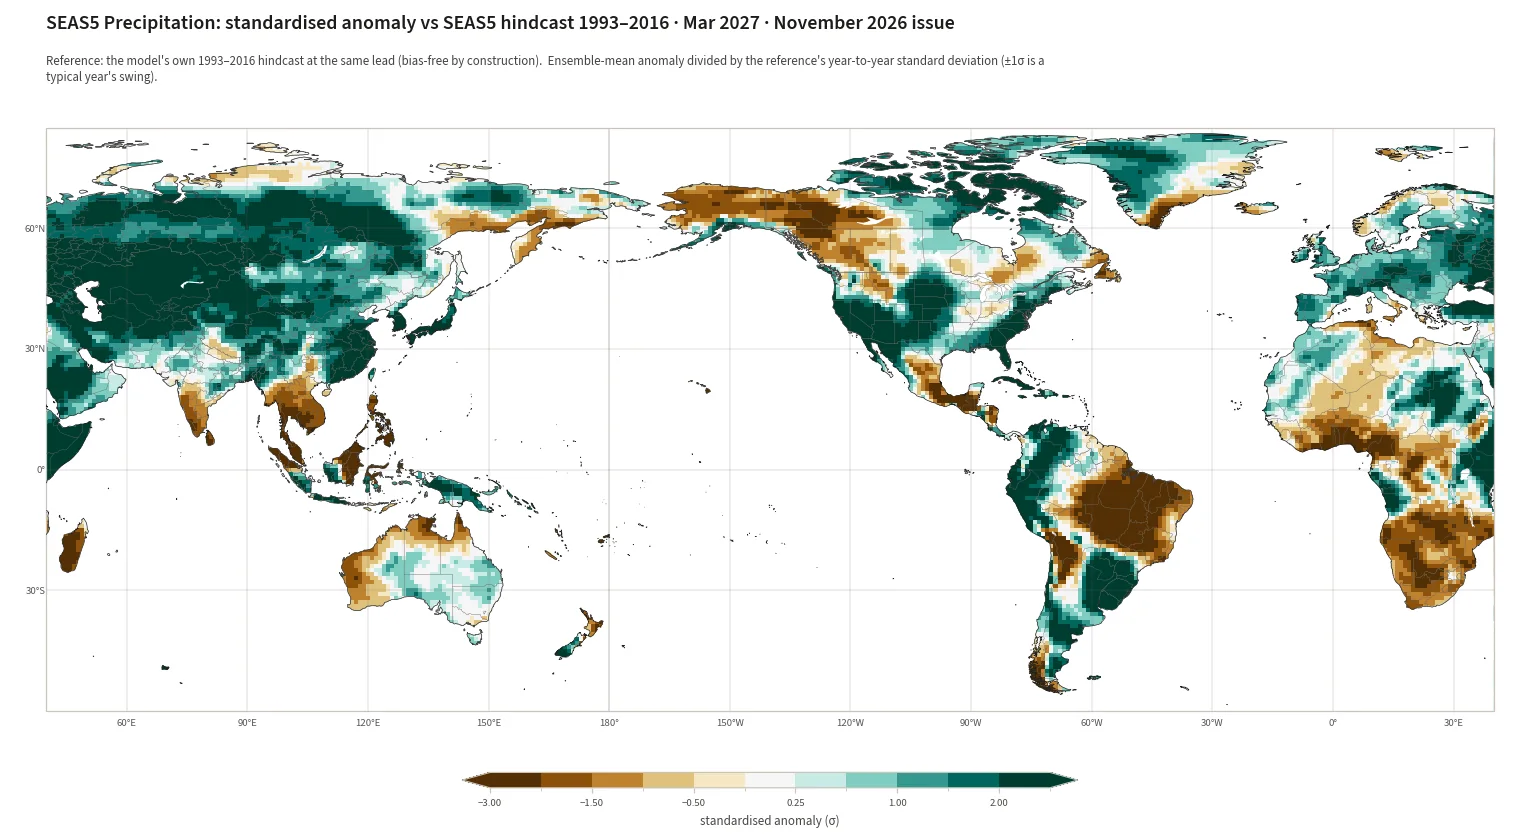 SEAS5 Precipitation: standardised anomaly vs SEAS5 hindcast 1993–2016 · Mar 2027 · November 2026 issue
Reference: the model's own 1993–2016 hindcast at the same lead (bias-free by construction). Ensemble-mean anomaly divided by the reference's year-to-year standard deviation (±1σ is a
typical year's swing).
60°N
30°N
0°
30°S
60°E 90°E 120°E 150°E 180° 150°W 120°W 90°W 60°W 30°W 0° 30°E
−3.00 −1.50 −0.50 0.25 1.00 2.00
standardised anomaly (σ)